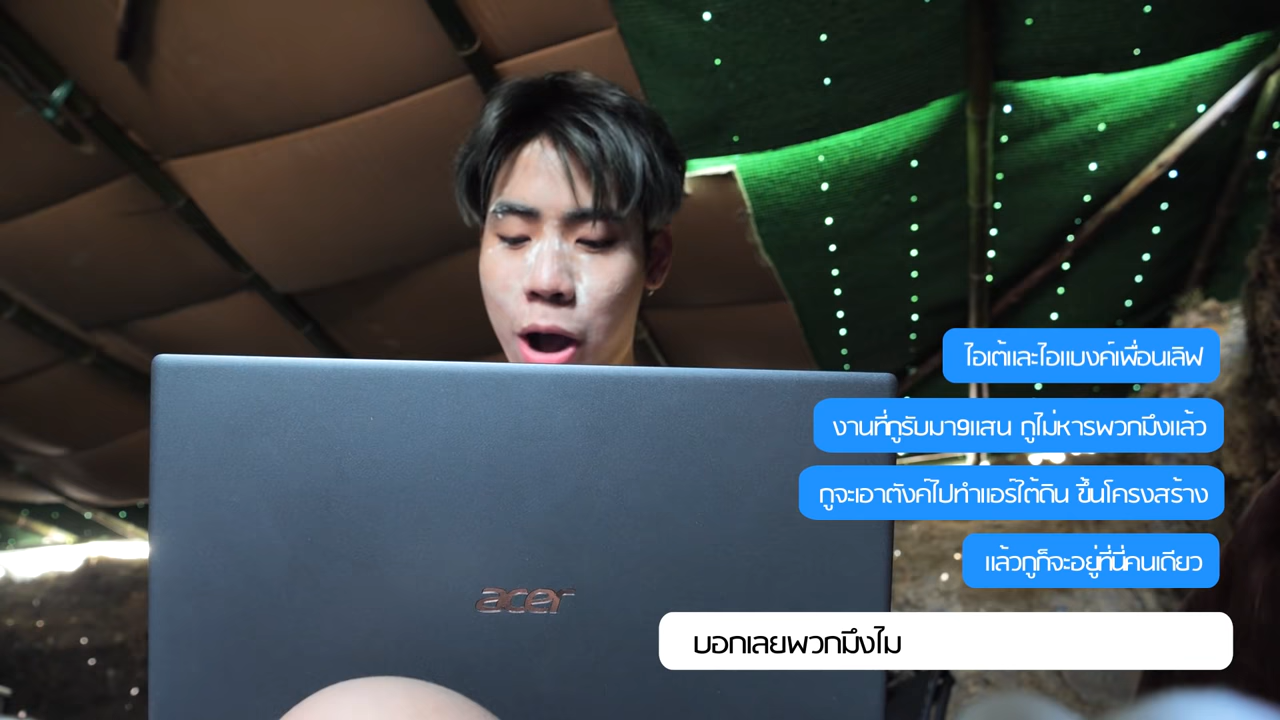 acer
ไอเต้และไอแบงค์เพื่อนเลิฟ
งานที่กูรับมา9แสน กูไม่หารพวกมึงแล้ว
กูจะเอาตังค์ไปทำแอร์ใต้ดิน ขึ้นโครงสร้าง
แล้วกูก็จะอยู่ที่นี่คนเดียว
บอกเลยพวกมึงไม